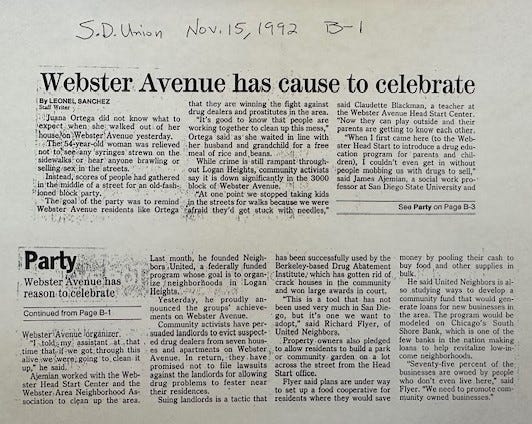 S.D. Union Nov. 15, 1992 B-1
Webster Avenue has cause to celebrate
By LEONEL SANCHEZ
Staff Writer
Juana Ortega did not know what to
expect when she walked out of her
house on Webster Avenue yesterday.
The 54-year-old woman was relieved
not to see any syringes strewn on the
sidewalks or hear anyone brawling or
selling sex in the streets.
Instead, scores of people had gathered
in the middle of a street for an old-fash-
ioned block party.
The goal of the party was to remind
Webster Avenue residents like Ortega
that they are winning the fight against
drug dealers and prostitutes in the area.
"It's good to know that people are
working together to clean up this mess,"
Ortega said as she waited in line with
her husband and grandchild for a free
meal of rice and beans.
While crime is still rampant through-
out Logan Heights, community activists
say it is down significantly in the 3000
block of Webster Avenue.
"At one point we stopped taking kids
in the streets for walks because we were
afraid they'd get stuck with needles,"
said Claudette Blackman, a teacher at
the Webster Avenue Head Start Center.
"Now they can play outside and their
parents are getting to know each other.
"When I first came here (to the Web-
ster Head Start to introduce a drug edu-
cation program for parents and chil-
dren), I couldn't even get in without
people mobbing us with drugs to sell,"
said James Ajemian, a social work pro-
fessor at San Diego State University and
See Party on Page B-3
Party
Webster Avenue has
reason to celebrate
Continued from Page B-1
Webster Avenue organizer.
"I told my assistant at that
time that if we got through this
alive we were going to clean it
up," he said.
Ajemian worked with the Web-
ster Head Start Center and the
Webster Area Neighborhood As-
sociation to clean up the area.
Last month, he founded Neigh-
bors United, a federally funded
program whose goal is to organ-
ize neighborhoods in Logan
Heights.
Yesterday, he proudly an-
nounced the groups' achieve-
ments on Webster Avenue.
Community activists have per-
suaded landlords to evict suspect-
ed drug dealers from seven hous-
es and apartments on Webster
Avenue. In return, they have
promised not to file lawsuits
against the landlords for allowing
drug problems to fester near
their residences.
Suing landlords is a tactic that
has been successfully used by the
Berkeley-based Drug Abatement
Institute, which has gotten rid of
crack houses in the community
and won large awards in court.
"This is a tool that has not
been used very much in San Die-
go, but it's one we want to
adopt," said Richard Flyer, of
United Neighbors.
Property owners also pledged
to allow residents to build a park
or community garden on a lot
across the street from the Head
Start office.
Flyer said plans are under way
to set up a food cooperative for
residents where they would save
money by pooling their cash to
buy food and other supplies in
bulk.
He said United Neighbors is al-
so studying ways to develop a
community fund that would gen-
erate loans for new businesses in
the area. The program would be
modeled on Chicago's South
Shore Bank, which is one of the
few banks in the nation making
loans to help revitalize low-in-
come neighborhoods.
"Seventy-five percent of the
businesses are owned by people
who don't even live here," said
Flyer. "We need to promote com-
munity owned businesses."